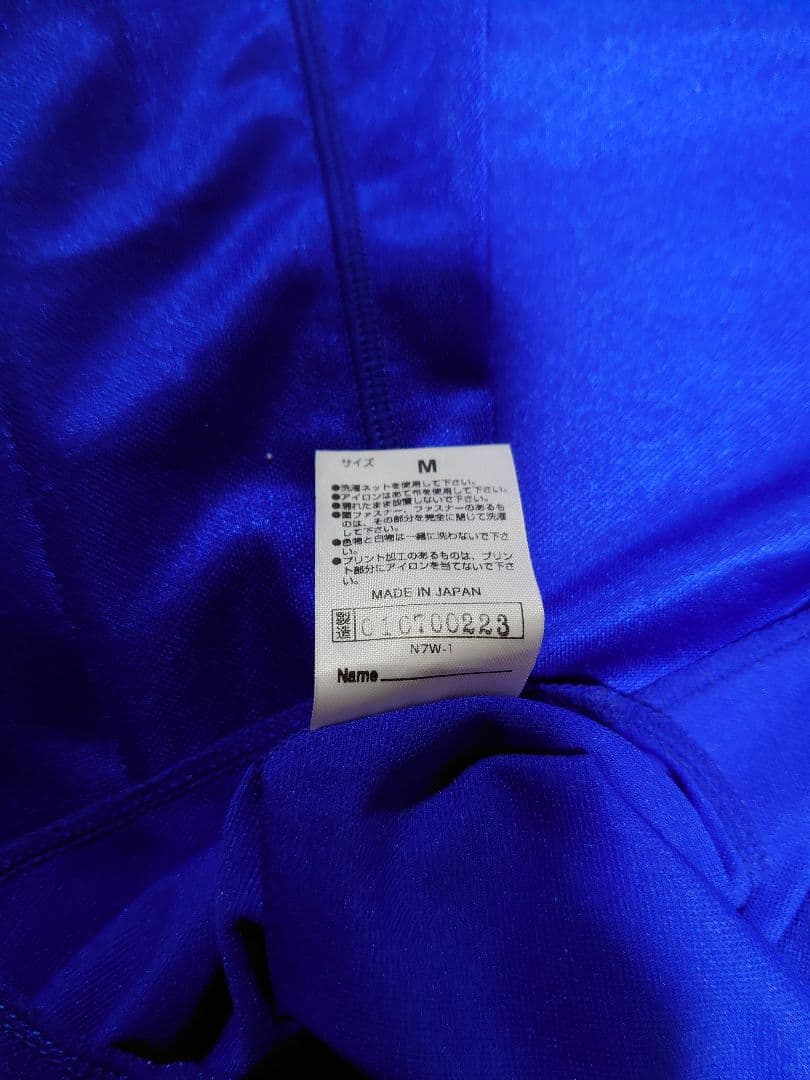 サイズ M
●洗濯ネットを使用して下さい。
●アイロンはあて布を使用して下さい。
●濡れたまま放置しないで下さい。
●面ファスナー、ファスナーのあるも
のは、その部分を完全に閉じて洗濯
して下さい。
●色物と白物は一緒に洗わないで下さ
い。
●プリント加工のあるものは、プリン
ト部分にアイロンを当てないで下さ
い。
MADE IN JAPAN
製造 010700223
N7W-1
Name